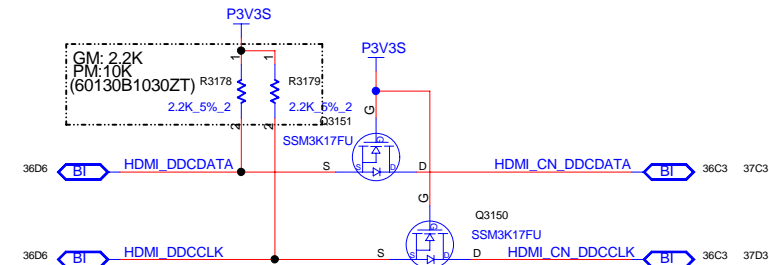 P3V3S
P3V3S
GM: 2.2K
PM:10K
(60130B1030ZT)
1
1
R3178
R3179
2.2K_5%_2
2.2K_5%_2
2
2
Q3151
G
SSM3K17FU
G
S
D
36D6
BI
HDMI_DDCDATA
S
D
HDMI_CN_DDCDATA
BI
36C3
37C3
G
Q3150
SSM3K17FU
G
S
D
36D6
BI
HDMI_DDCCLK
S
D
HDMI_CN_DDCCLK
BI
36C3
37D3